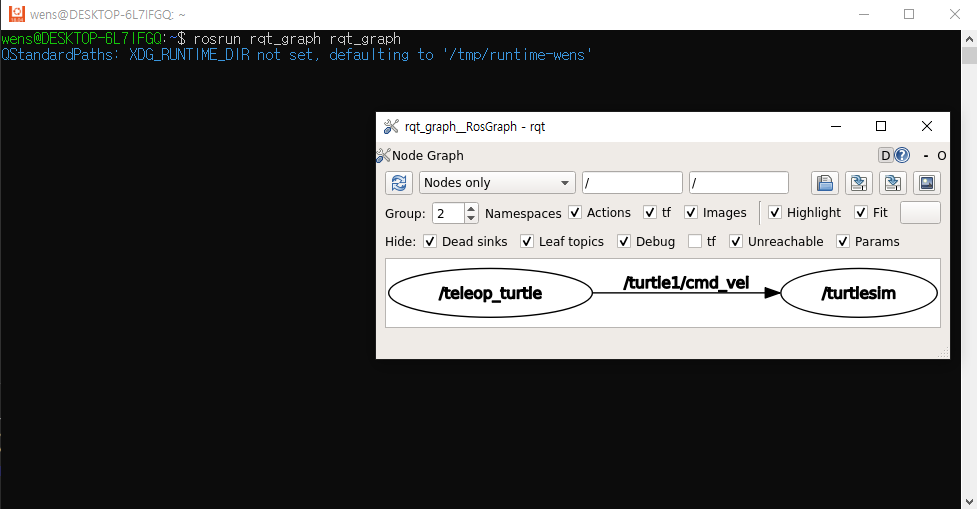 wens@DESKTOP-6L7IFGQ: ~
wens@DESKTOP-6L7IFGQ:~$ rosrun rqt_graph rqt_graph
QStandardPaths: XDG_RUNTIME_DIR not set, defaulting to '/tmp/runtime-wens'
rqt_graph__RosGraph - rqt
Node Graph D ? - O
Nodes only / /
Group: 2 Namespaces Actions tf Images Highlight Fit
Hide: Dead sinks Leaf topics Debug tf Unreachable Params
/teleop_turtle /turtle1/cmd_vel /turtlesim